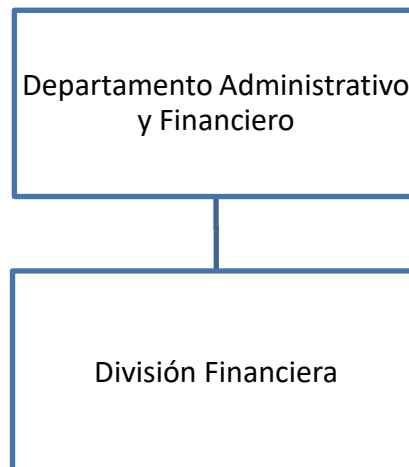 Departamento Administrativo
y Financiero
División Financiera